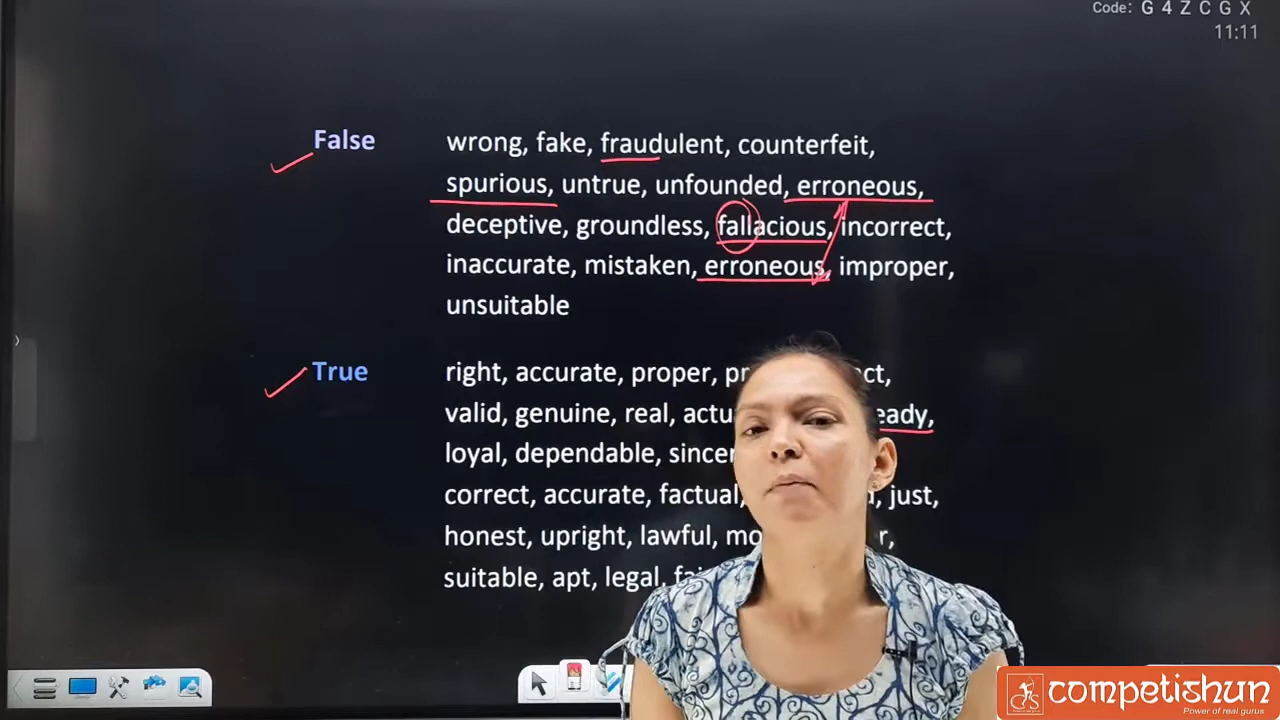 Code: G 4 Z C G X
11:11
False wrong, fake, fraudulent, counterfeit,
spurious, untrue, unfounded, erroneous,
deceptive, groundless, fallacious, incorrect,
inaccurate, mistaken, erroneous, improper,
unsuitable
True right, accurate, proper,
valid, genuine, real,
loyal, dependable,
correct, accurate, factual, just,
honest, upright, lawful,
suitable, apt, legal,
competishun
Power of real gurus